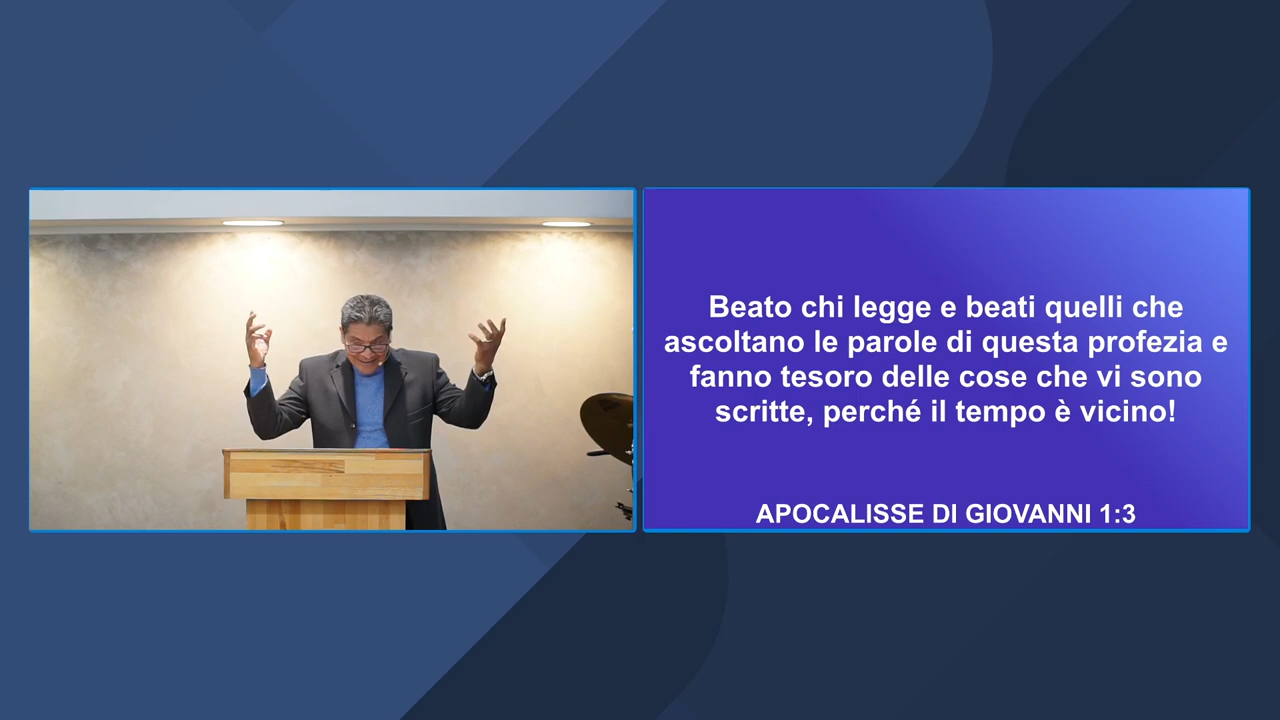 Beato chi legge e beati quelli che
ascoltano le parole di questa profezia e
fanno tesoro delle cose che vi sono
scritte, perché il tempo è vicino!
APOCALISSE DI GIOVANNI 1:3